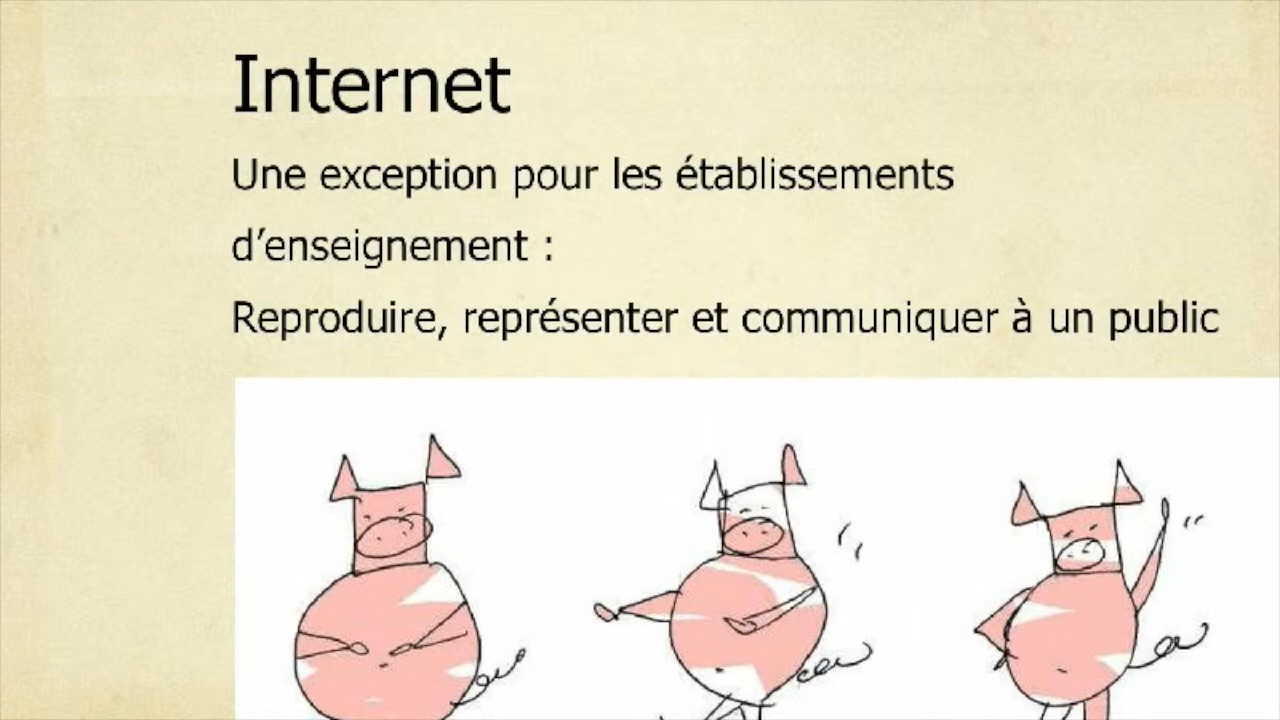 Internet
Une exception pour les établissements
d’enseignement :
Reproduire, représenter et communiquer à un public